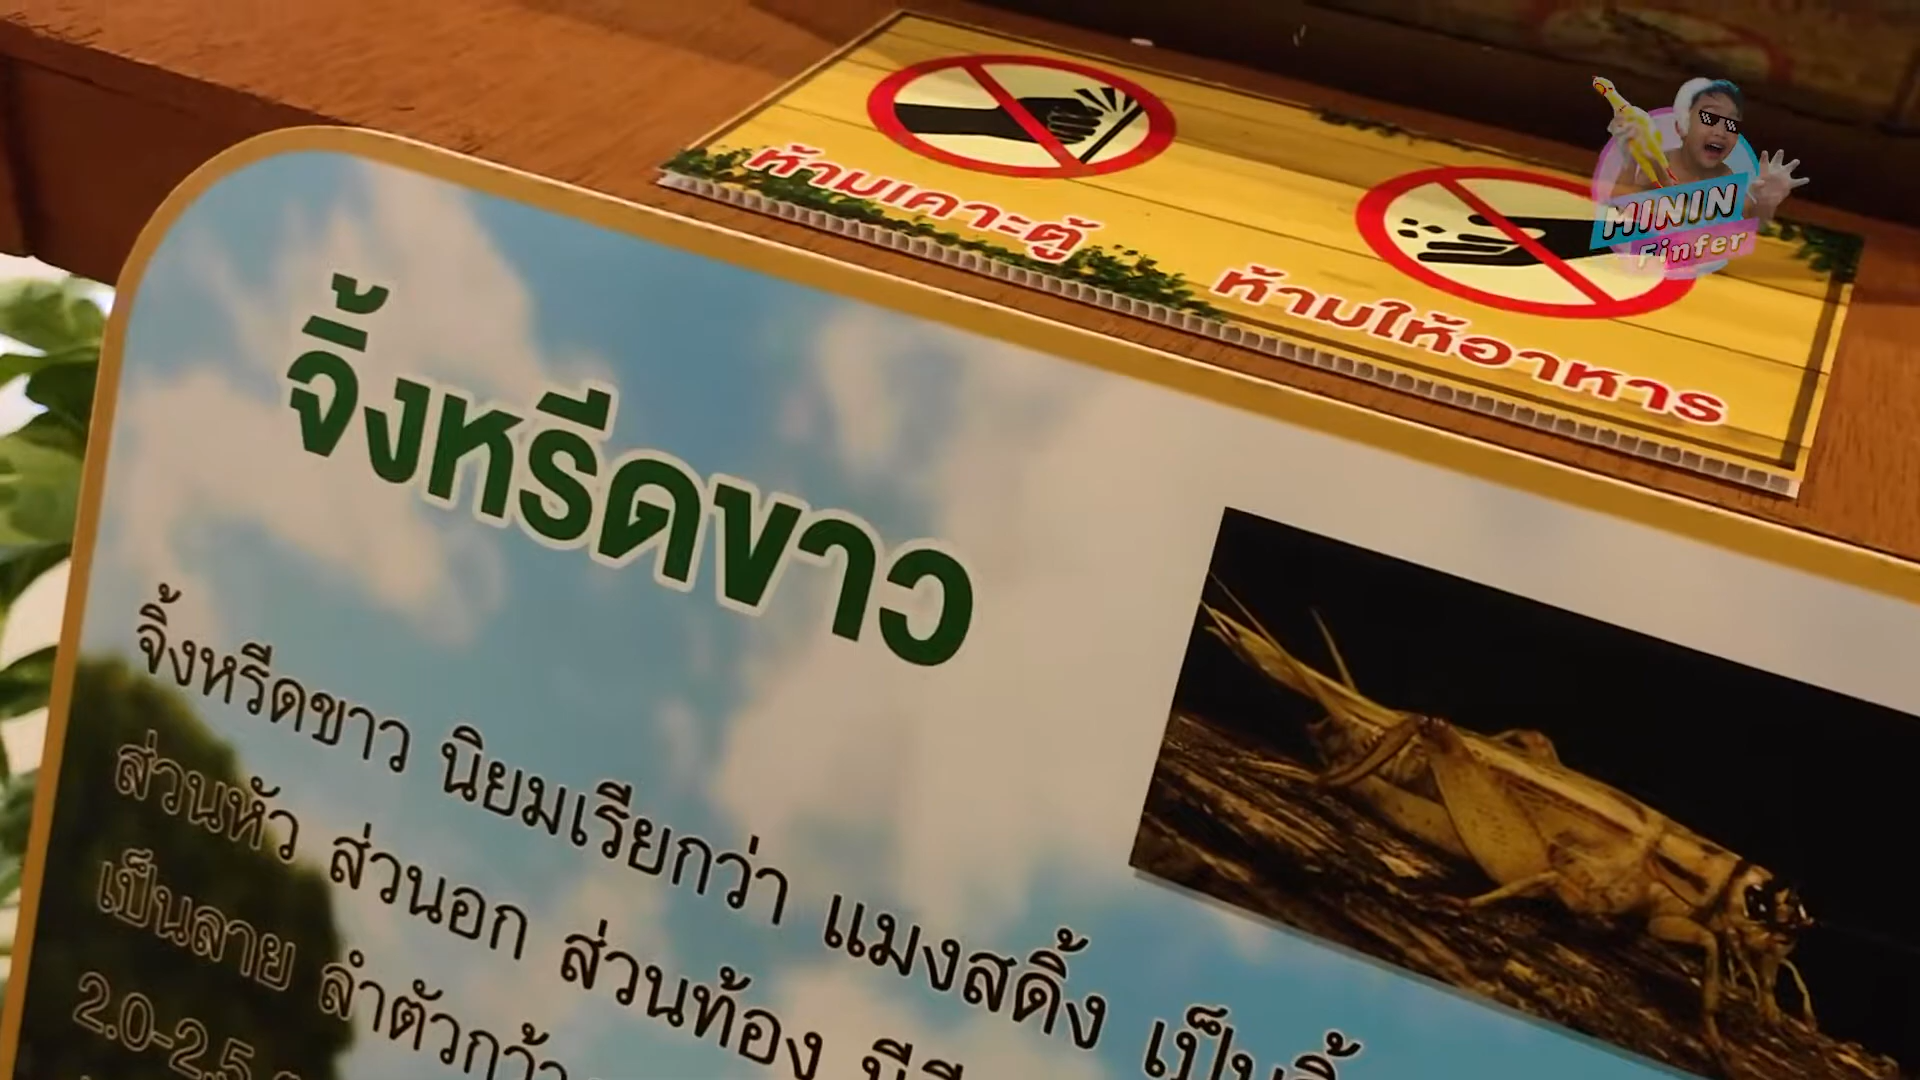 ห้ามเคาะตู้
ห้ามให้อาหาร
MININ
Finfer
จิ้งหรีดขาว
จิ้งหรีดขาว นิยมเรียกว่า แมงสดิ้ง
ส่วนหัว ส่วนอก ส่วนท้อง
เป็นลาย ลำตัวกว้า
2.0-2.5